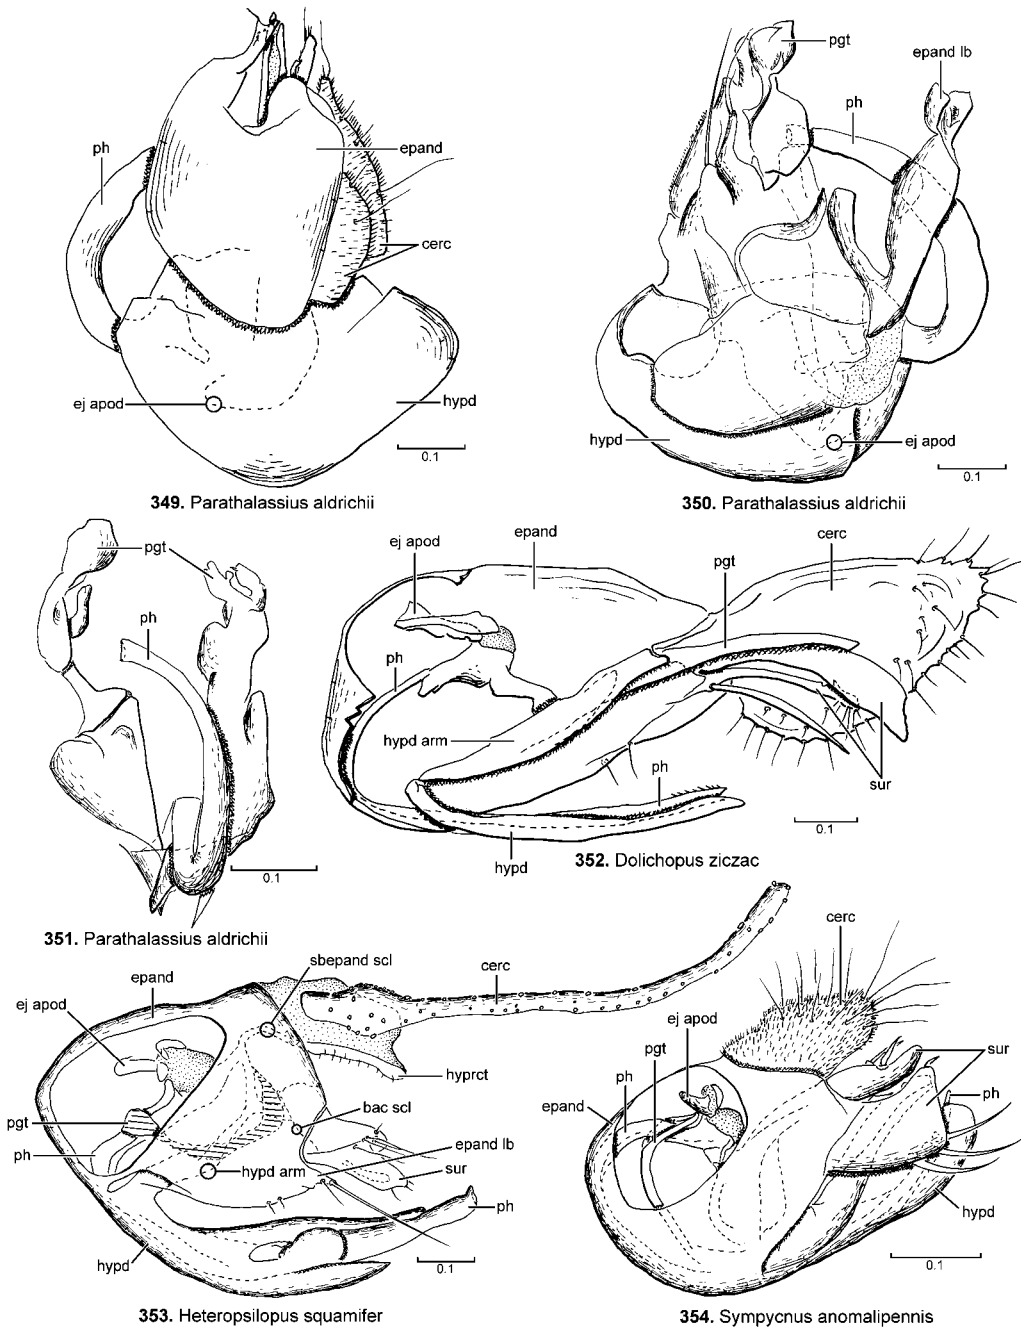 ph
epand
cerc
ej apod
hypd
0.1
349. Parathalassius aldrichii
pgt
epand lb
ph
hypd
ej apod
0.1
350. Parathalassius aldrichii
pgt
ph
0.1
351. Parathalassius aldrichii
ej apod
epand
cerc
pgt
ph
hypd arm
ph
sur
hypd
0.1
352. Dolichopus ziczac
sbepand scl
epand
cerc
ej apod
hyprct
pgt
bac scl
ph
epand lb
hypd arm
sur
ph
hypd
0.1
353. Heteropsilopus squamifer
cerc
ej apod
pgt
sur
ph
ph
epand
hypd
0.1
354. Sympycnus anomalipennis